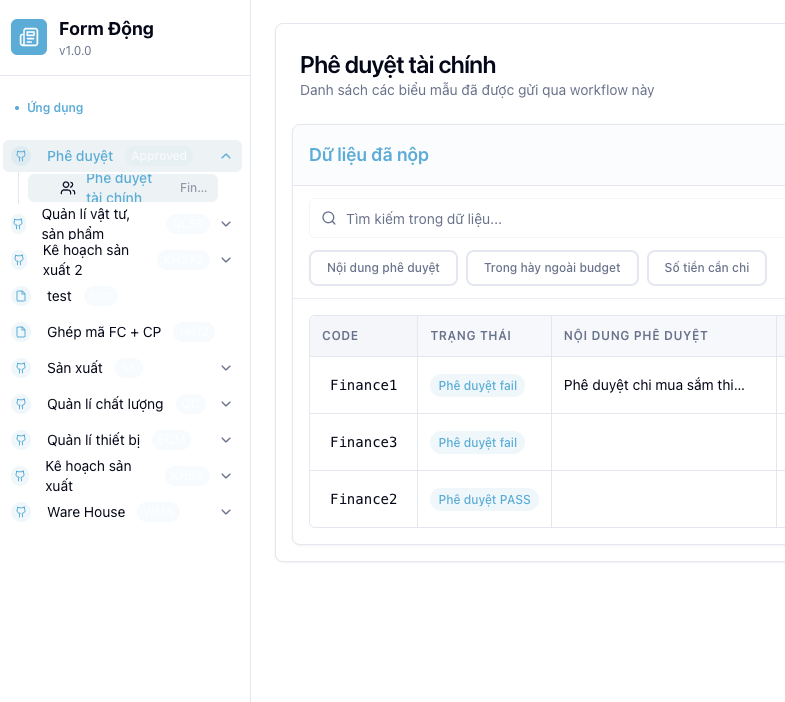 Form Động
v1.0.0
Ứng dụng
Phê duyệt Approved
Phê duyệt
tài chính
Fin...
Quản lí vật tư,
sản phẩm
Kê hoạch sản
xuất 2
test
Ghép mã FC + CP
Sản xuất
Quản lí chất lượng
Quản lí thiết bị
Kê hoạch sản
xuất
Ware House
Phê duyệt tài chính
Danh sách các biểu mẫu đã được gửi qua workflow này
Dữ liệu đã nộp
Tìm kiếm trong dữ liệu...
Nội dung phê duyệt
Trong hày ngoài budget
Số tiền cần chi
CODE TRẠNG THÁI NỘI DUNG PHÊ DUYỆT
Finance1 Phê duyệt fail Phê duyệt chi mua sắm thi...
Finance3 Phê duyệt fail
Finance2 Phê duyệt PASS